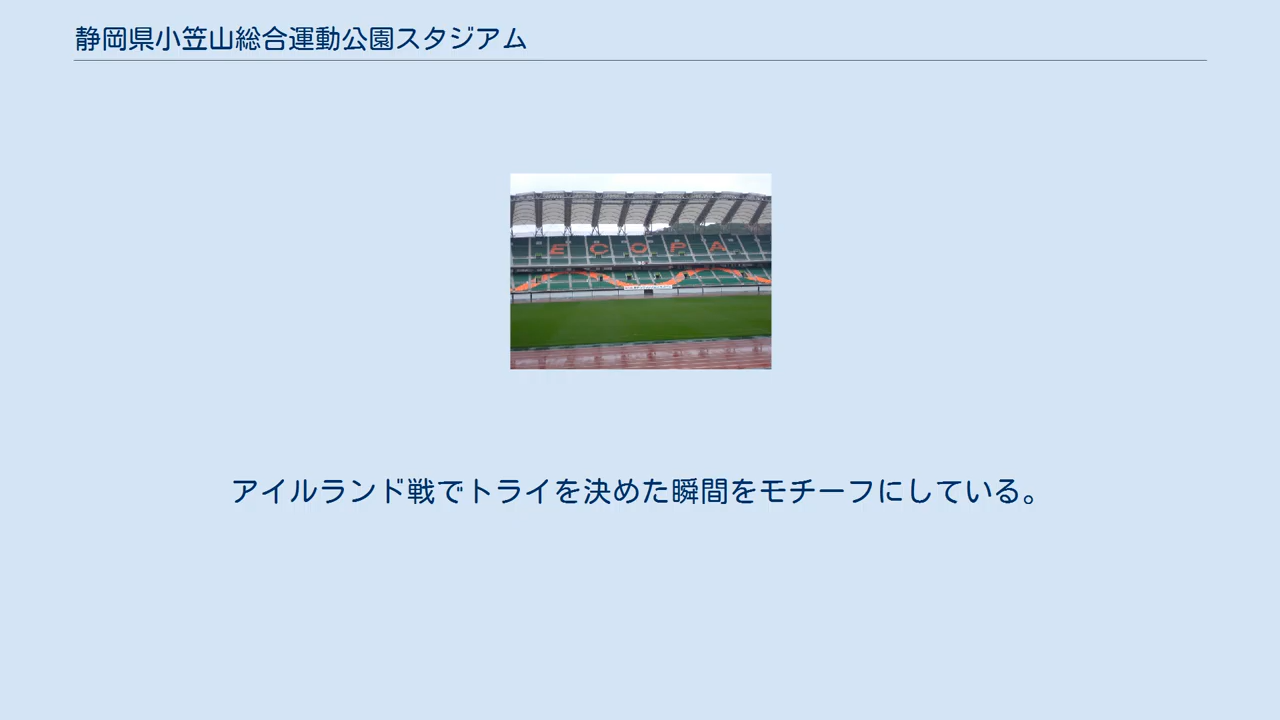 静岡県小笠山総合運動公園スタジアム
ECOPA
アイルランド戦でトライを決めた瞬間をモチーフにしている。